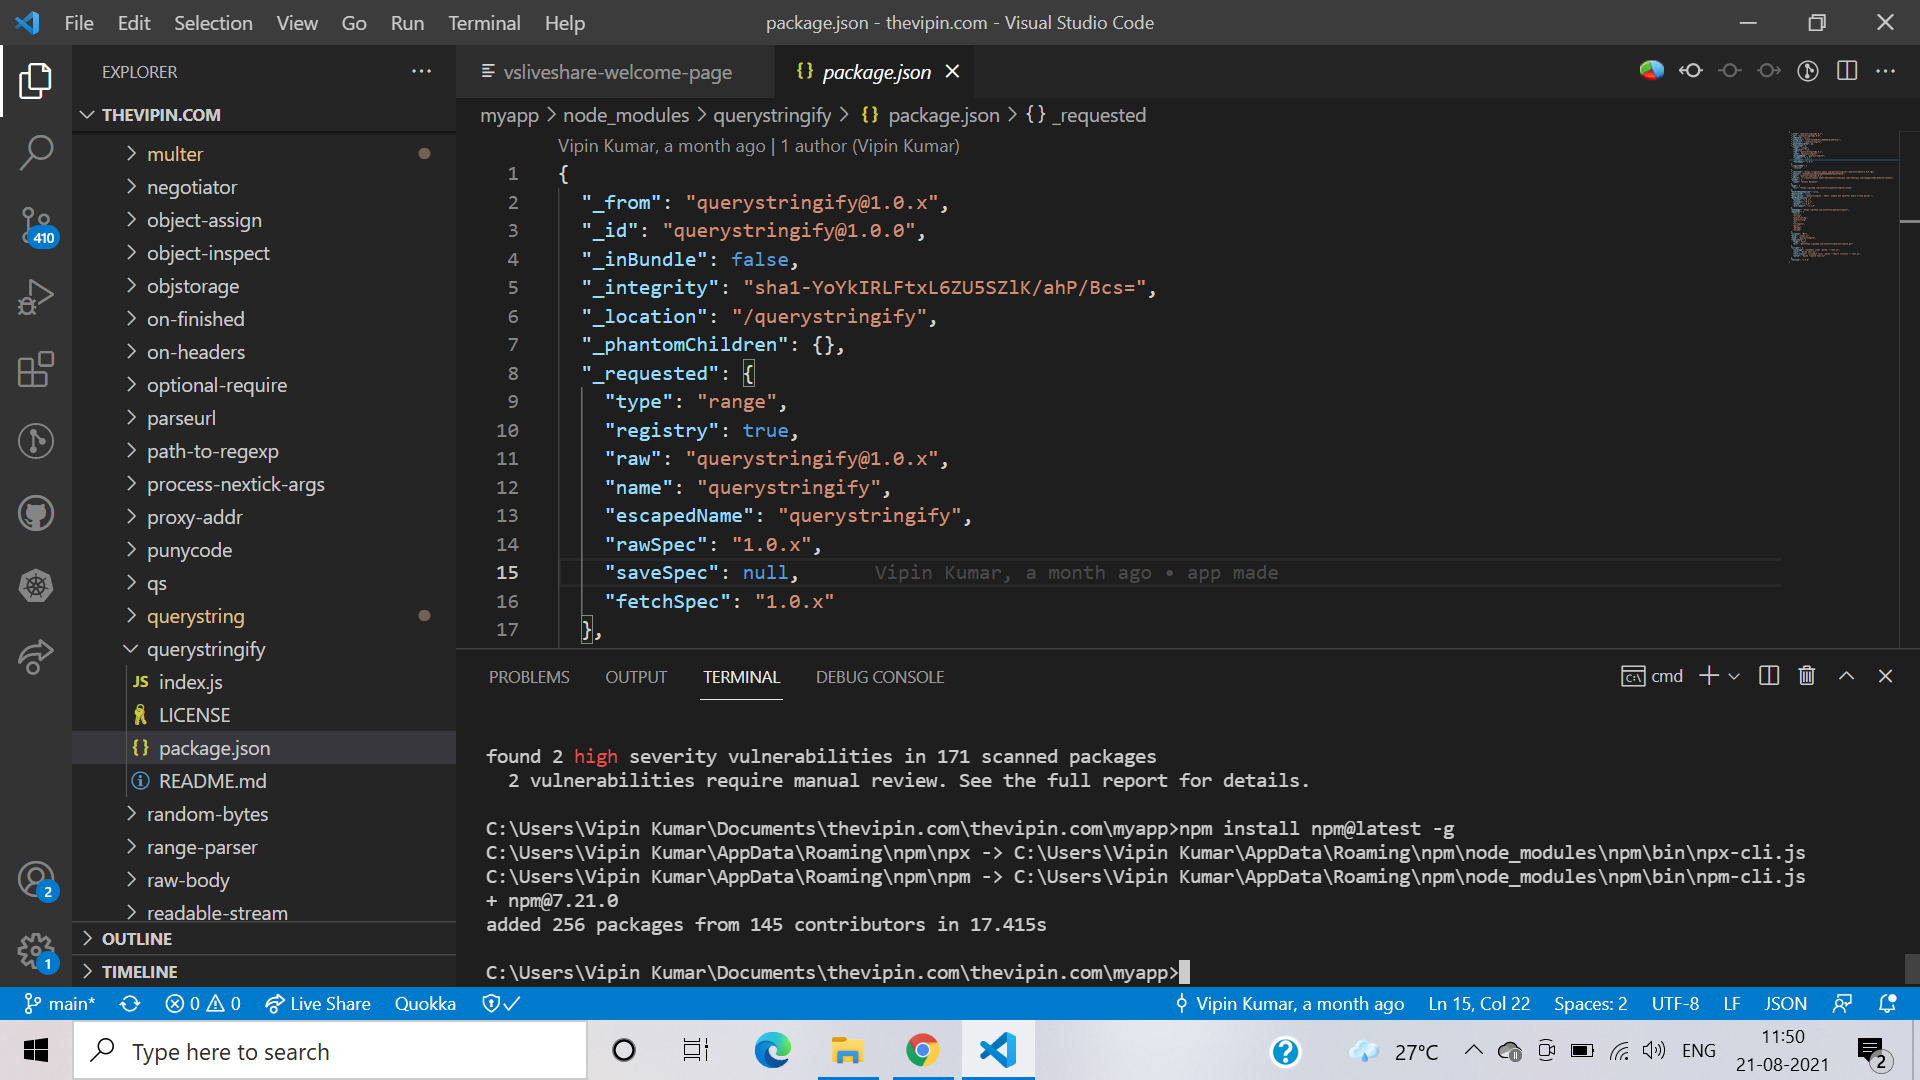 File Edit Selection View Go Run Terminal Help
package.json - thevipin.com - Visual Studio Code
EXPLORER
THEVIPIN.COM
multer
negotiator
object-assign
object-inspect
objstorage
on-finished
on-headers
optional-require
parseurl
path-to-regexp
process-nextick-args
proxy-addr
punycode
qs
querystring
querystringify
JS index.js
LICENSE
{} package.json
README.md
random-bytes
range-parser
raw-body
readable-stream
OUTLINE
TIMELINE
410
2
1
vsliveshare-welcome-page
{} package.json
myapp > node_modules > querystringify > {} package.json > {} _requested
Vipin Kumar, a month ago | 1 author (Vipin Kumar)
1 {
2 "_from": "querystringify@1.0.x",
3 "_id": "querystringify@1.0.0",
4 "_inBundle": false,
5 "_integrity": "sha1-YoYkIRLFtxL6ZU5SZlK/ahP/Bcs=",
6 "_location": "/querystringify",
7 "_phantomChildren": {},
8 "_requested": {
9 "type": "range",
10 "registry": true,
11 "raw": "querystringify@1.0.x",
12 "name": "querystringify",
13 "escapedName": "querystringify",
14 "rawSpec": "1.0.x",
15 "saveSpec": null, Vipin Kumar, a month ago • app made
16 "fetchSpec": "1.0.x"
17 },
PROBLEMS OUTPUT TERMINAL DEBUG CONSOLE
cmd
found 2 high severity vulnerabilities in 171 scanned packages
2 vulnerabilities require manual review. See the full report for details.
C:\Users\Vipin Kumar\Documents\thevipin.com\thevipin.com\myapp>npm install npm@latest -g
C:\Users\Vipin Kumar\AppData\Roaming\npm\npx -> C:\Users\Vipin Kumar\AppData\Roaming\npm\node_modules\npm\bin\npx-cli.js
C:\Users\Vipin Kumar\AppData\Roaming\npm\npm -> C:\Users\Vipin Kumar\AppData\Roaming\npm\node_modules\npm\bin\npm-cli.js
+ npm@7.21.0
added 256 packages from 145 contributors in 17.415s
C:\Users\Vipin Kumar\Documents\thevipin.com\thevipin.com\myapp>
main* 0 0 Live Share Quokka
Vipin Kumar, a month ago Ln 15, Col 22 Spaces: 2 UTF-8 LF JSON
Type here to search
27°C
ENG
11:50
21-08-2021
2